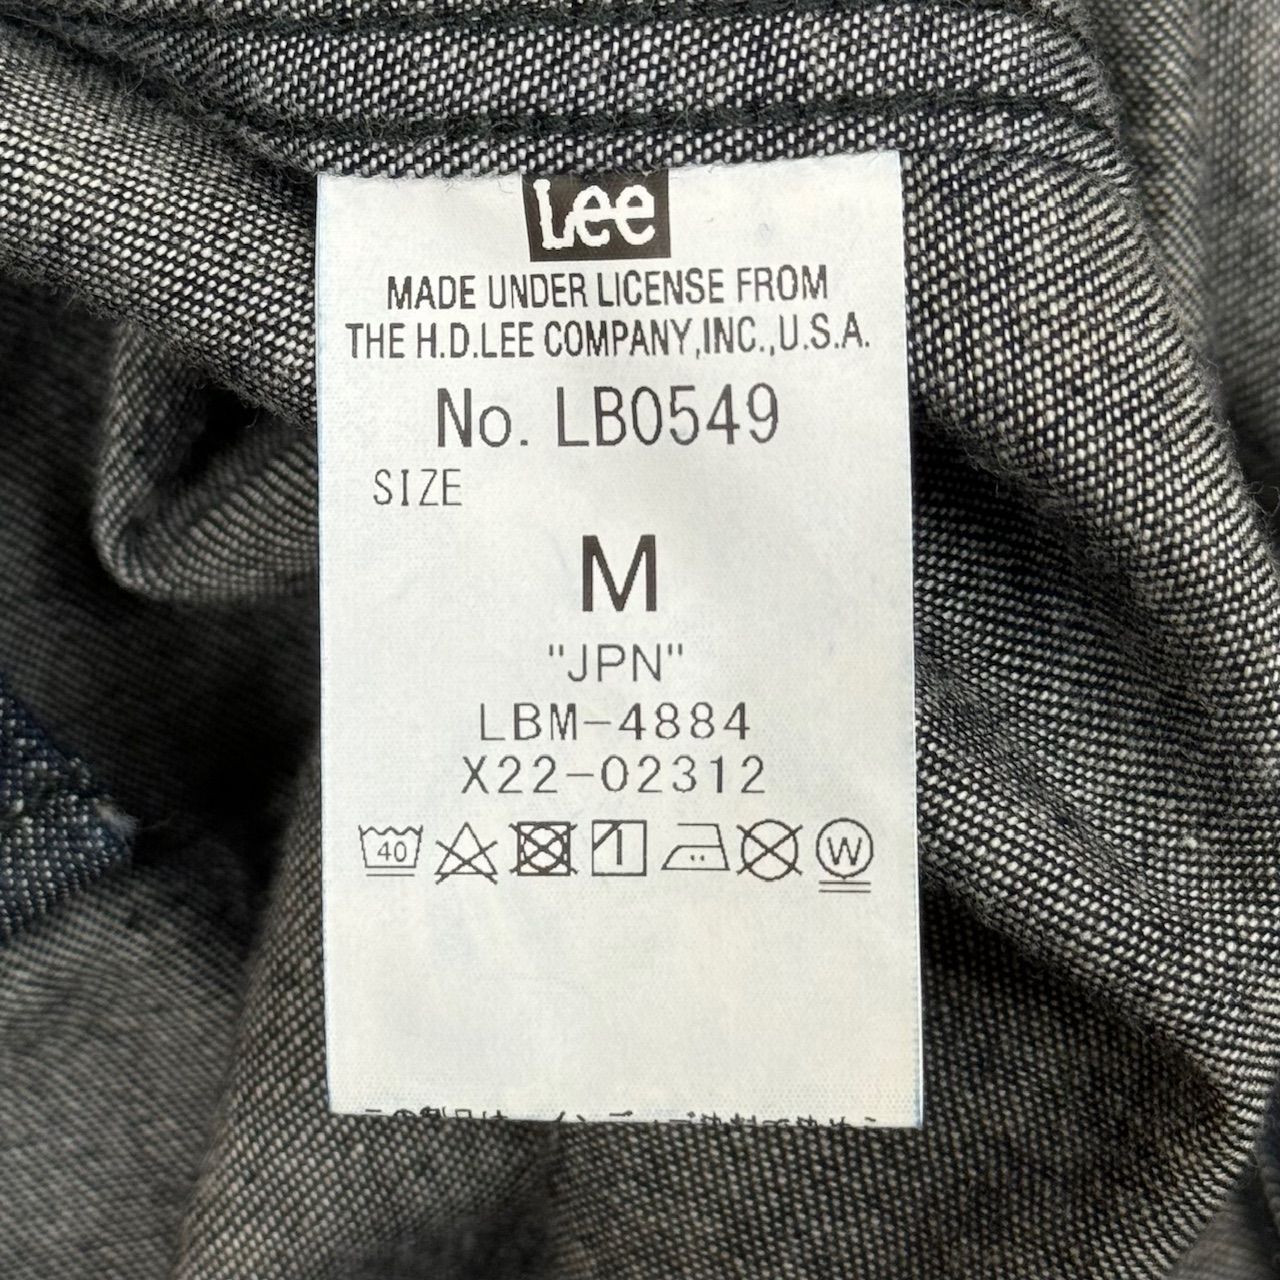 Lee
MADE UNDER LICENSE FROM
THE H.D.LEE COMPANY,INC.,U.S.A.
No. LB0549
SIZE
M
"JPN"
LBM-4884
X22-02312
40
W